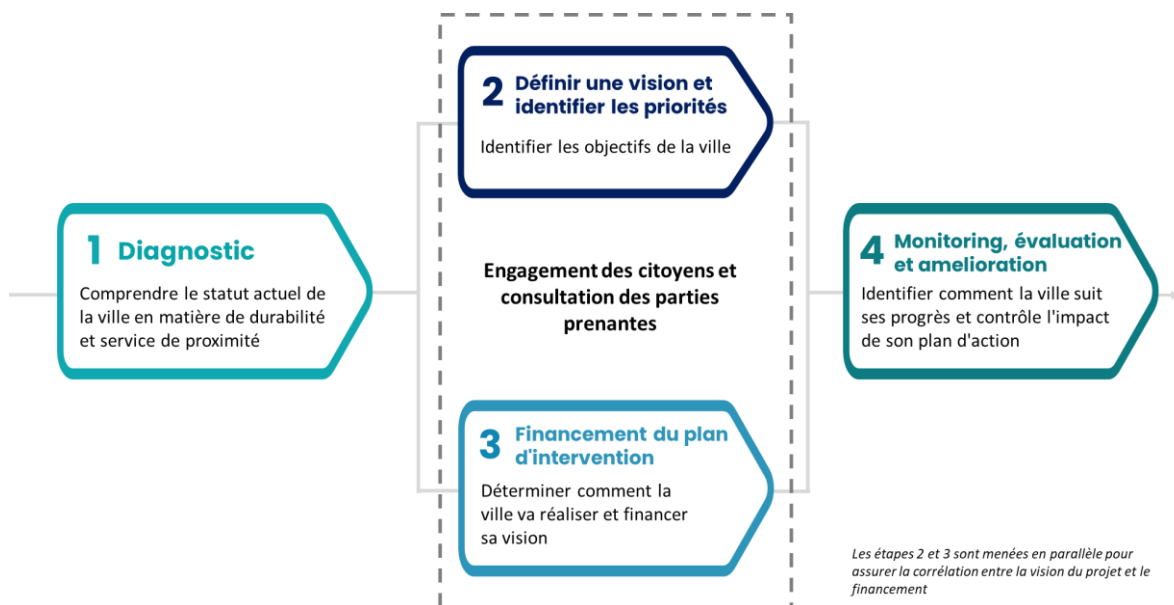 1 Diagnostic
Comprendre le statut actuel de
la ville en matière de durabilité
et service de proximité
2 Définir une vision et
identifier les priorités
Identifier les objectifs de la ville
Engagement des citoyens et
consultation des parties
prenantes
3 Financement du plan
d'intervention
Déterminer comment la
ville va réaliser et financer
sa vision
4 Monitoring, évaluation
et amelioration
Identifier comment la ville suit
ses progrès et contrôle l'impact
de son plan d'action
Les étapes 2 et 3 sont menées en parallèle pour
assurer la corrélation entre la vision du projet et le
financement